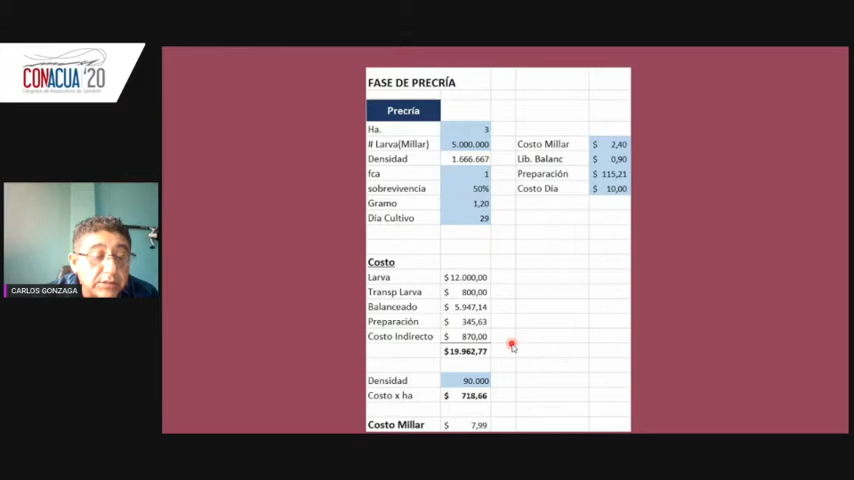 CONACUA '20
FASE DE PRECRÍA
Precría
Ha. 3
# Larva(Millar) 5.000.000 Costo Millar $ 2,40
Densidad 1.666.667 Lib. Balanc $ 0,90
fca 1 Preparación $ 115,21
sobrevivencia 50% Costo Día $ 10,00
Gramo 1,20
Dia Cultivo 29
Costo
Larva $ 12.000,00
Transp Larva $ 800,00
Balanceado $ 5.947,14
Preparación $ 345,63
Costo Indirecto $ 870,00
$ 19.962,77
Densidad 90.000
Costo x ha $ 718,66
Costo Millar $ 7,99
CARLOS GONZAGA